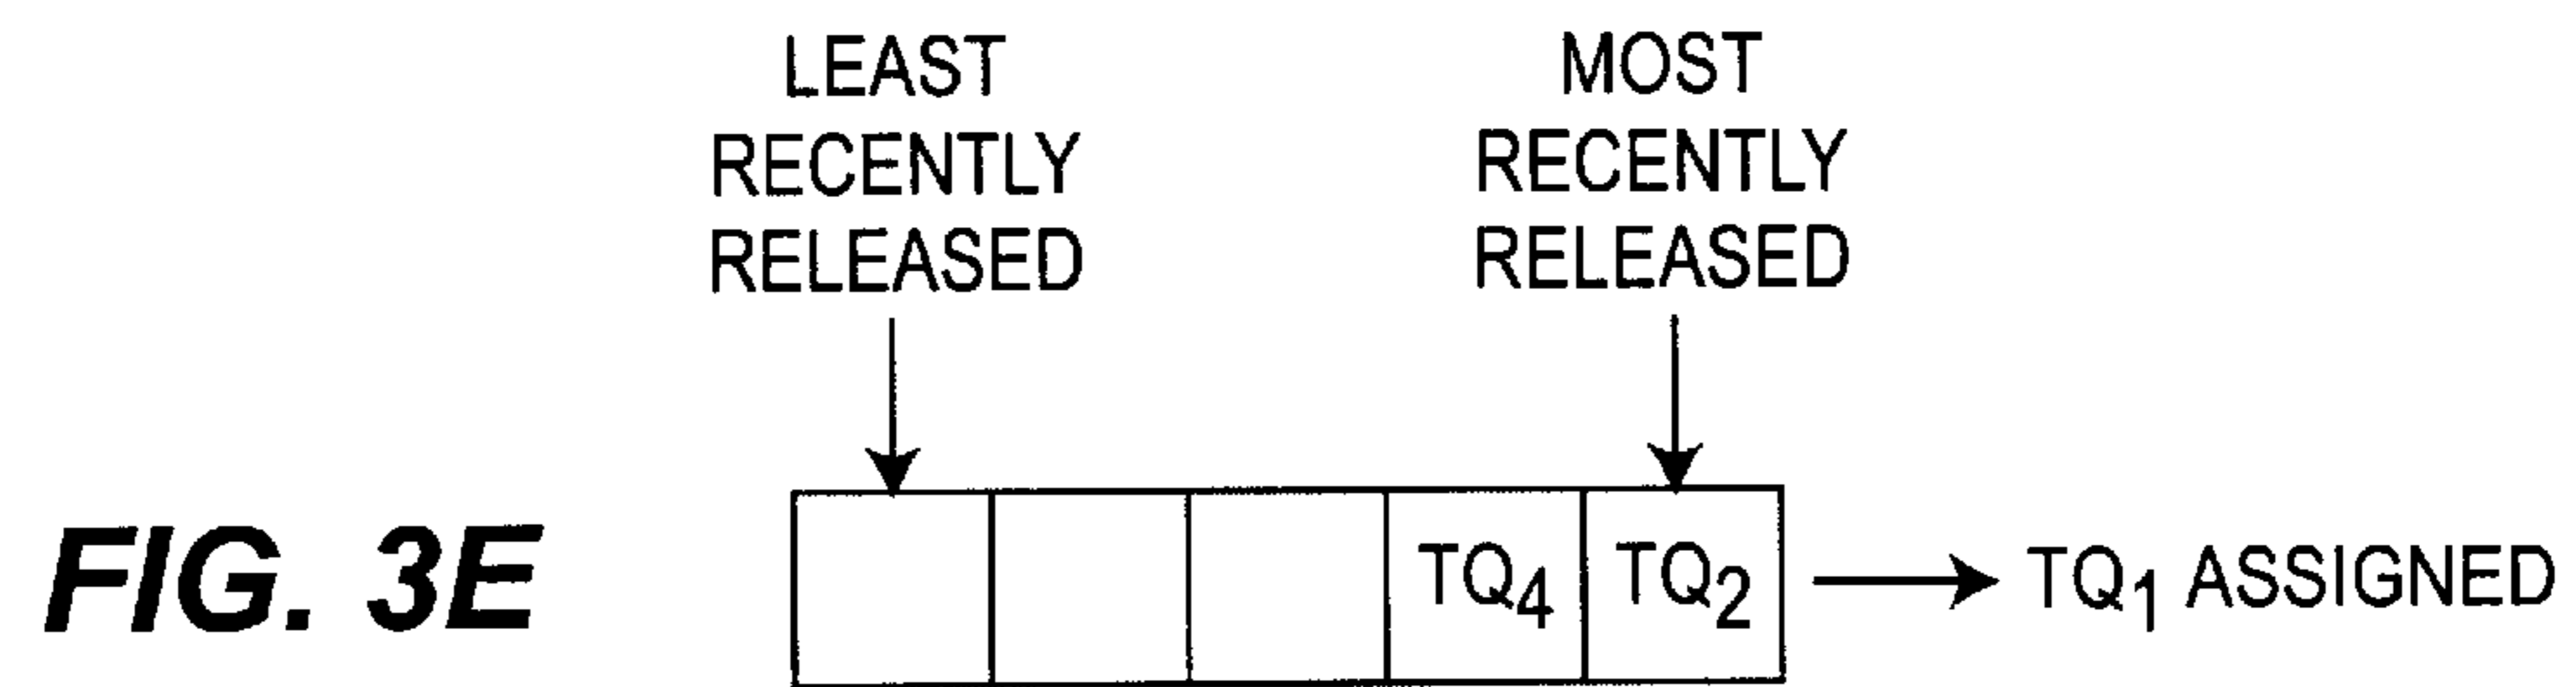 LEAST
RECENTLY
RELEASED
MOST
RECENTLY
RELEASED
FIG. 3E
TQ4
TQ2
TQ1 ASSIGNED